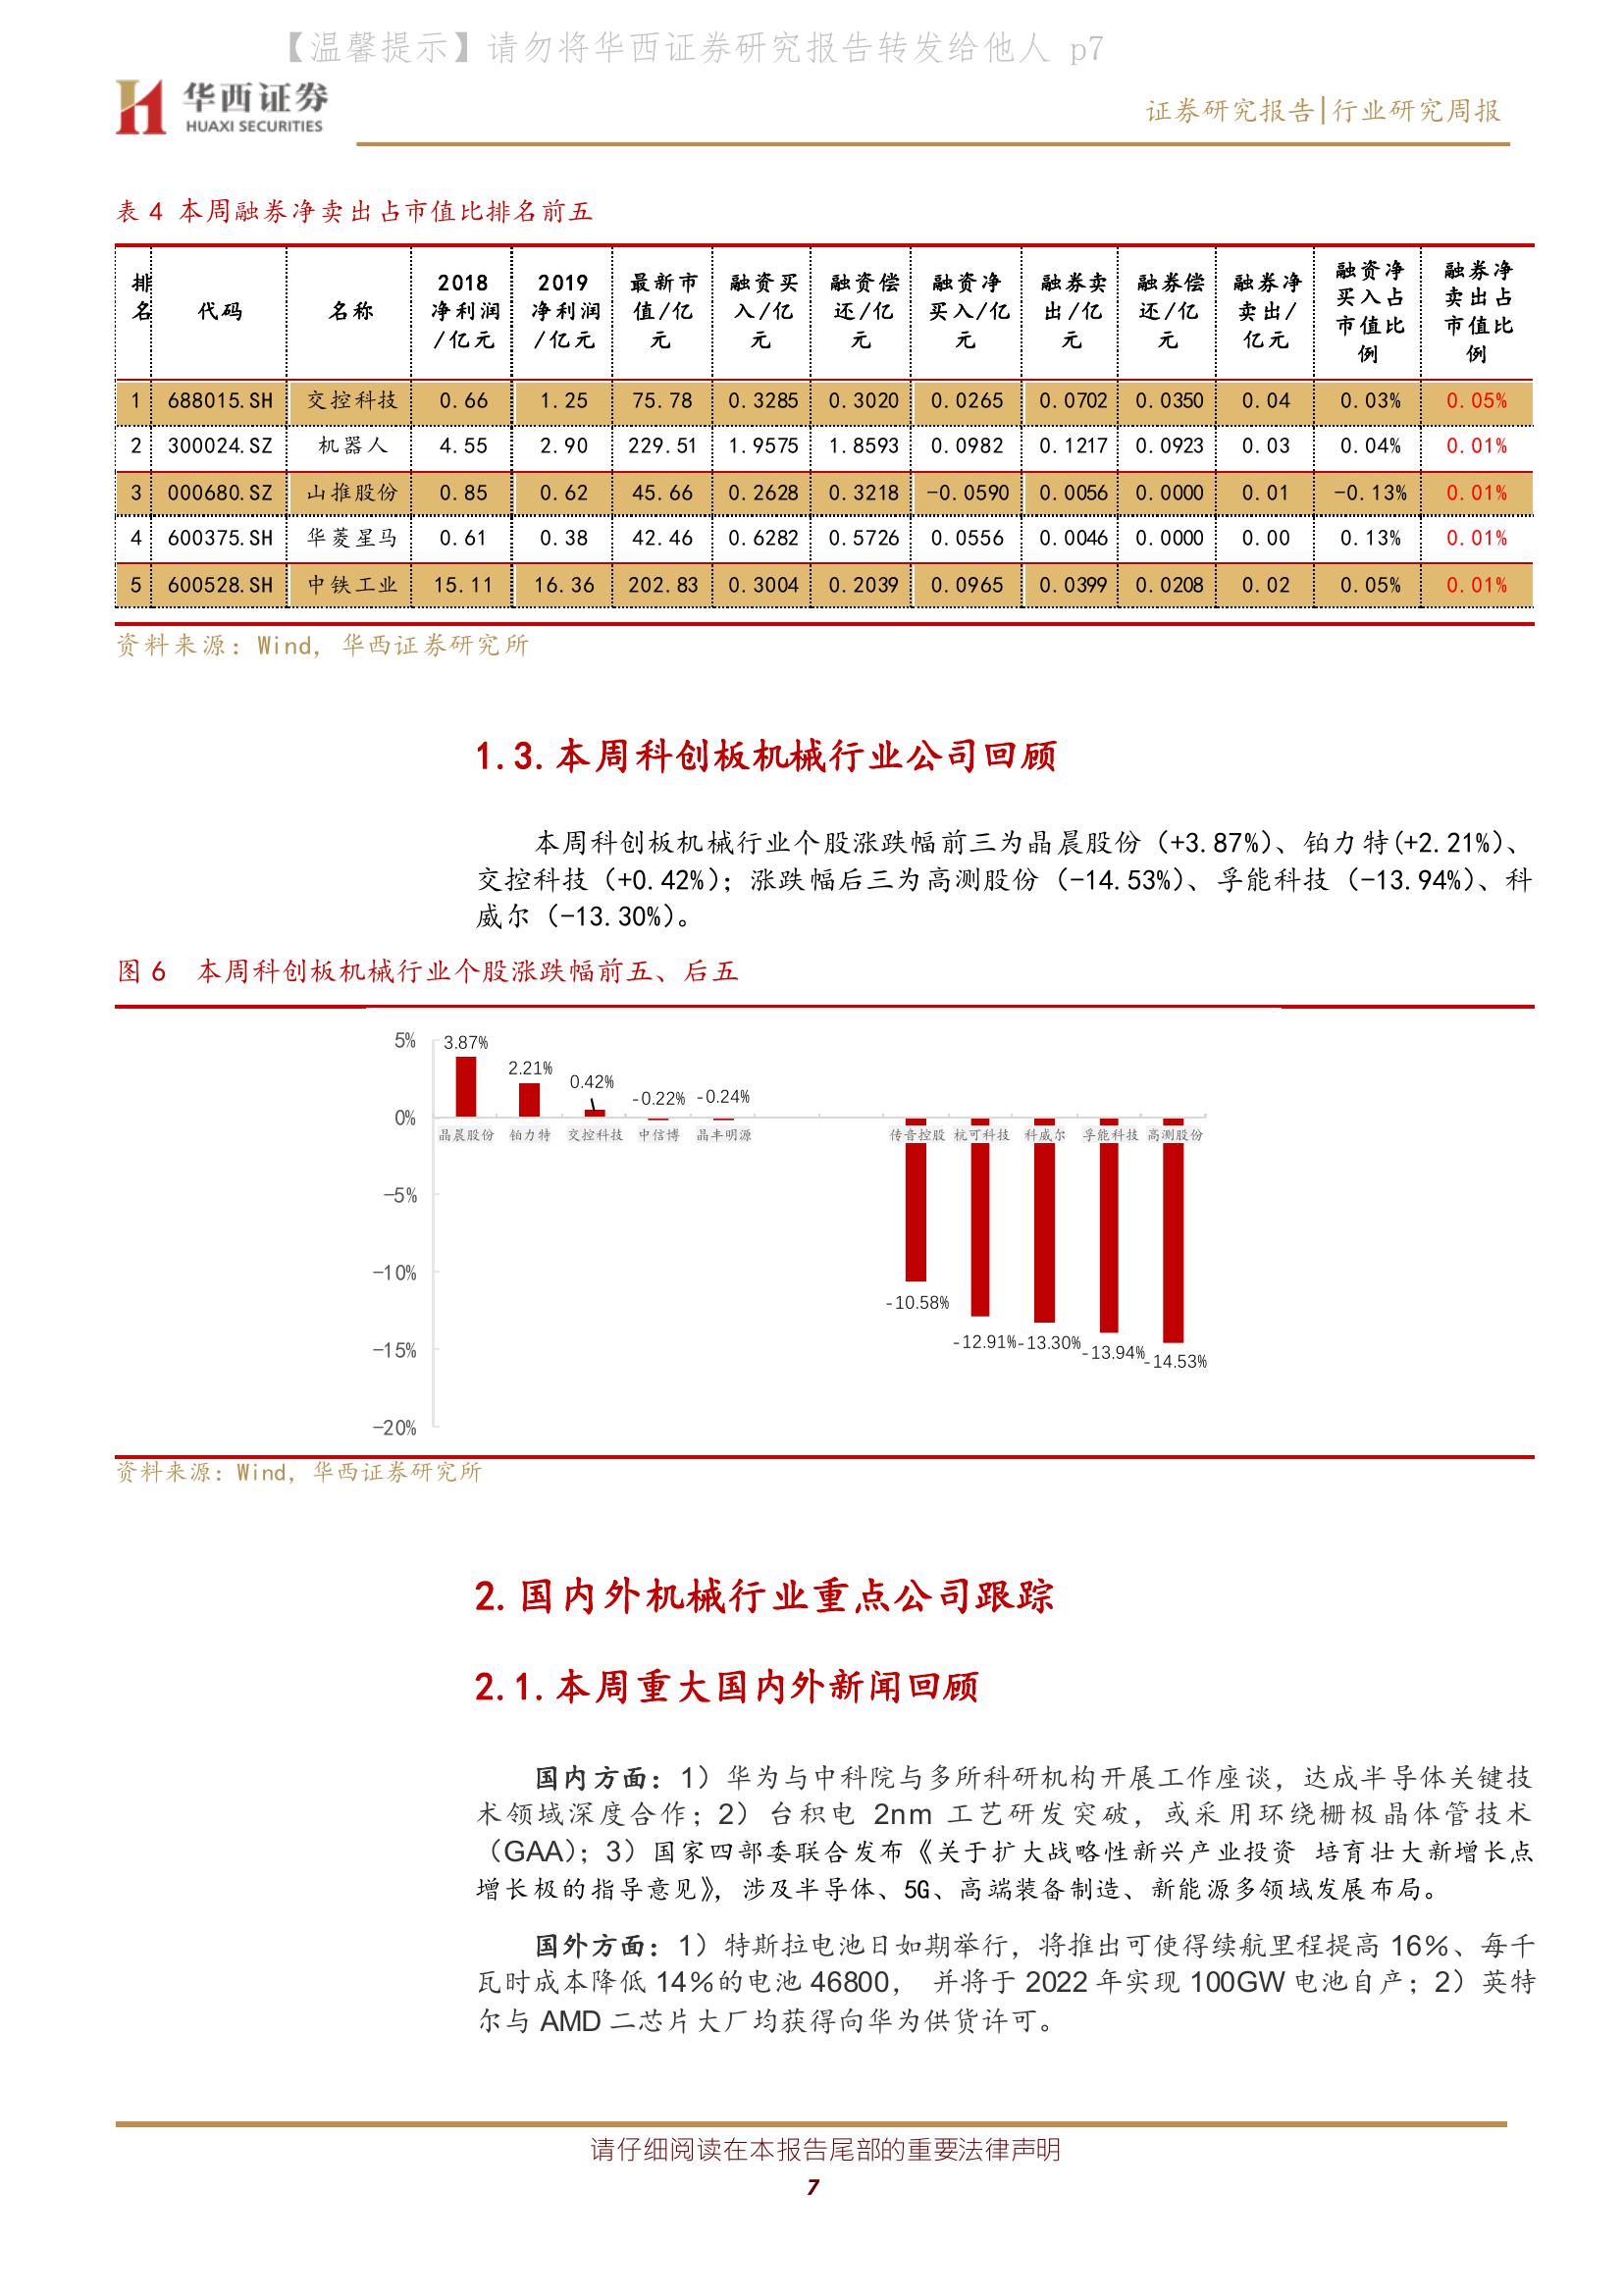 【温馨提示】请勿将华西证券研究报告转发给他人 p7
华西证券
HUAXI SECURITIES
证券研究报告|行业研究周报
表 4 本周融券净卖出占市值比排名前五
排名 代码 名称 2018净利润/亿元 2019净利润/亿元 最新市值/亿元 融资买入/亿元 融资偿还/亿元 融资净买入/亿元 融券卖出/亿元 融券偿还/亿元 融券净卖出/亿元 融资净买入占市值比例 融券净卖出占市值比例
1 688015.SH 交控科技 0.66 1.25 75.78 0.3285 0.3020 0.0265 0.0702 0.0350 0.04 0.03% 0.05%
2 300024.SZ 机器人 4.55 2.90 229.51 1.9575 1.8593 0.0982 0.1217 0.0923 0.03 0.04% 0.01%
3 000680.SZ 山推股份 0.85 0.62 45.66 0.2628 0.3218 -0.0590 0.0056 0.0000 0.01 -0.13% 0.01%
4 600375.SH 华菱星马 0.61 0.38 42.46 0.6282 0.5726 0.0556 0.0046 0.0000 0.00 0.13% 0.01%
5 600528.SH 中铁工业 15.11 16.36 202.83 0.3004 0.2039 0.0965 0.0399 0.0208 0.02 0.05% 0.01%
资料来源：Wind，华西证券研究所
1.3.本周科创板机械行业公司回顾
本周科创板机械行业个股涨跌幅前三为晶晨股份（+3.87%）、铂力特(+2.21%)、
交控科技（+0.42%）；涨跌幅后三为高测股份（-14.53%）、孚能科技（-13.94%）、科
威尔（-13.30%）。
图 6 本周科创板机械行业个股涨跌幅前五、后五
5%
0%
-5%
-10%
-15%
-20%
3.87% 2.21% 0.42% -0.22% -0.24%
晶晨股份 铂力特 交控科技 中信博 晶丰明源 传音控股 杭可科技 科威尔 孚能科技 高测股份
-10.58% -12.91% -13.30% -13.94% -14.53%
资料来源：Wind，华西证券研究所
2.国内外机械行业重点公司跟踪
2.1.本周重大国内外新闻回顾
国内方面：1）华为与中科院与多所科研机构开展工作座谈，达成半导体关键技
术领域深度合作；2）台积电 2nm 工艺研发突破，或采用环绕栅极晶体管技术
（GAA）；3）国家四部委联合发布《关于扩大战略性新兴产业投资 培育壮大新增长点
增长极的指导意见》，涉及半导体、5G、高端装备制造、新能源多领域发展布局。
国外方面：1）特斯拉电池日如期举行，将推出可使得续航里程提高 16%、每千
瓦时成本降低 14%的电池 46800， 并将于 2022 年实现 100GW 电池自产；2）英特
尔与 AMD 二芯片大厂均获得向华为供货许可。
请仔细阅读在本报告尾部的重要法律声明
7